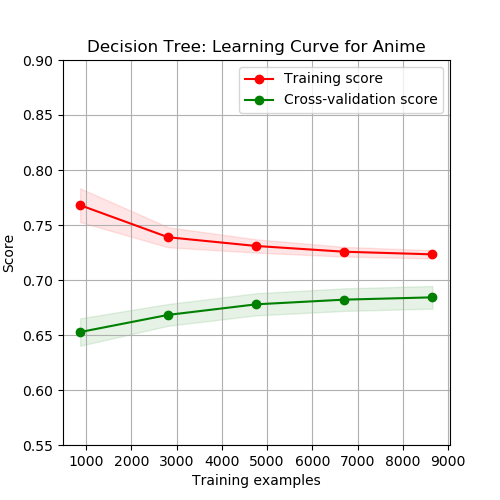 Decision Tree: Learning Curve for Anime
Training score
Cross-validation score
0.90
0.85
0.80
0.75
0.70
0.65
0.60
0.55
Score
1000 2000 3000 4000 5000 6000 7000 8000 9000
Training examples